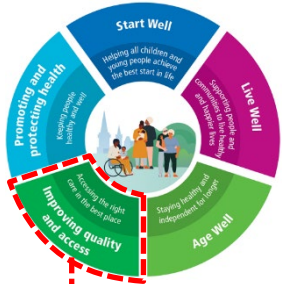 Start Well
Helping all children and
young people achieve
the best start in life
Live Well
Supporting people and
communities to live healthy
and happier lives
Age Well
Staying healthy and
independent for longer
Improving quality
and access
Accessing the right
care in the best place
Promoting and
protecting health
Keeping people
healthy and well